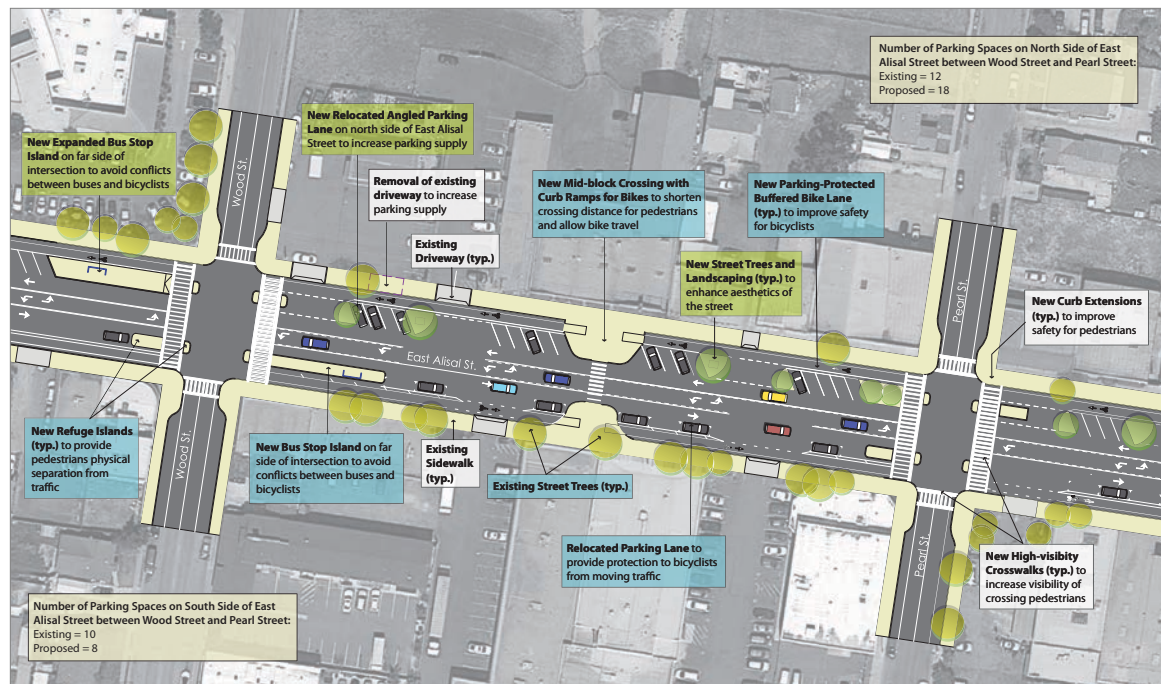 Number of Parking Spaces on North Side of East
Alisal Street between Wood Street and Pearl Street:
Existing = 12
Proposed = 18
New Relocated Angled Parking
Lane on north side of East Alisal
Street to increase parking supply
New Expanded Bus Stop
Island on far side of
intersection to avoid conflicts
between buses and bicyclists
Wood St.
Removal of existing
driveway to increase
parking supply
New Mid-block Crossing with
Curb Ramps for Bikes to shorten
crossing distance for pedestrians
and allow bike travel
New Parking-Protected
Buffered Bike Lane
(typ.) to improve safety
for bicyclists
Existing
Driveway (typ.)
New Street Trees and
Landscaping (typ.) to
enhance aesthetics of
the street
Pearl St.
New Curb Extensions
(typ.) to improve
safety for pedestrians
East Alisal St.
New Refuge Islands
(typ.) to provide
pedestrians physical
separation from
traffic
Wood St.
New Bus Stop Island on far
side of intersection to avoid
conflicts between buses and
bicyclists
Existing
Sidewalk
(typ.)
Existing Street Trees (typ.)
Relocated Parking Lane to
provide protection to bicyclists
from moving traffic
Pearl St.
New High-visibity
Crosswalks (typ.) to
increase visibility of
crossing pedestrians
Number of Parking Spaces on South Side of East
Alisal Street between Wood Street and Pearl Street:
Existing = 10
Proposed = 8